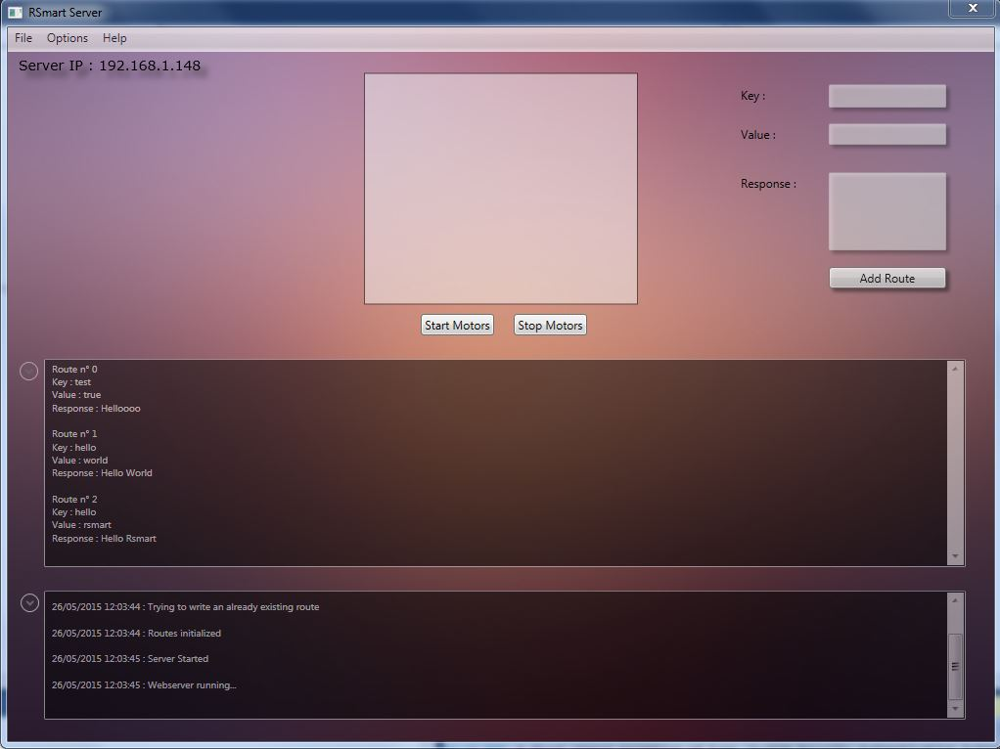 RSmart Server
File Options Help
Server IP : 192.168.1.148
Key :
Value :
Response :
Add Route
Start Motors Stop Motors
Route n° 0
Key : test
Value : true
Response : Helloooo
Route n° 1
Key : hello
Value : world
Response : Hello World
Route n° 2
Key : hello
Value : rsmart
Response : Hello Rsmart
26/05/2015 12:03:44 : Trying to write an already existing route
26/05/2015 12:03:44 : Routes initialized
26/05/2015 12:03:45 : Server Started
26/05/2015 12:03:45 : Webserver running...